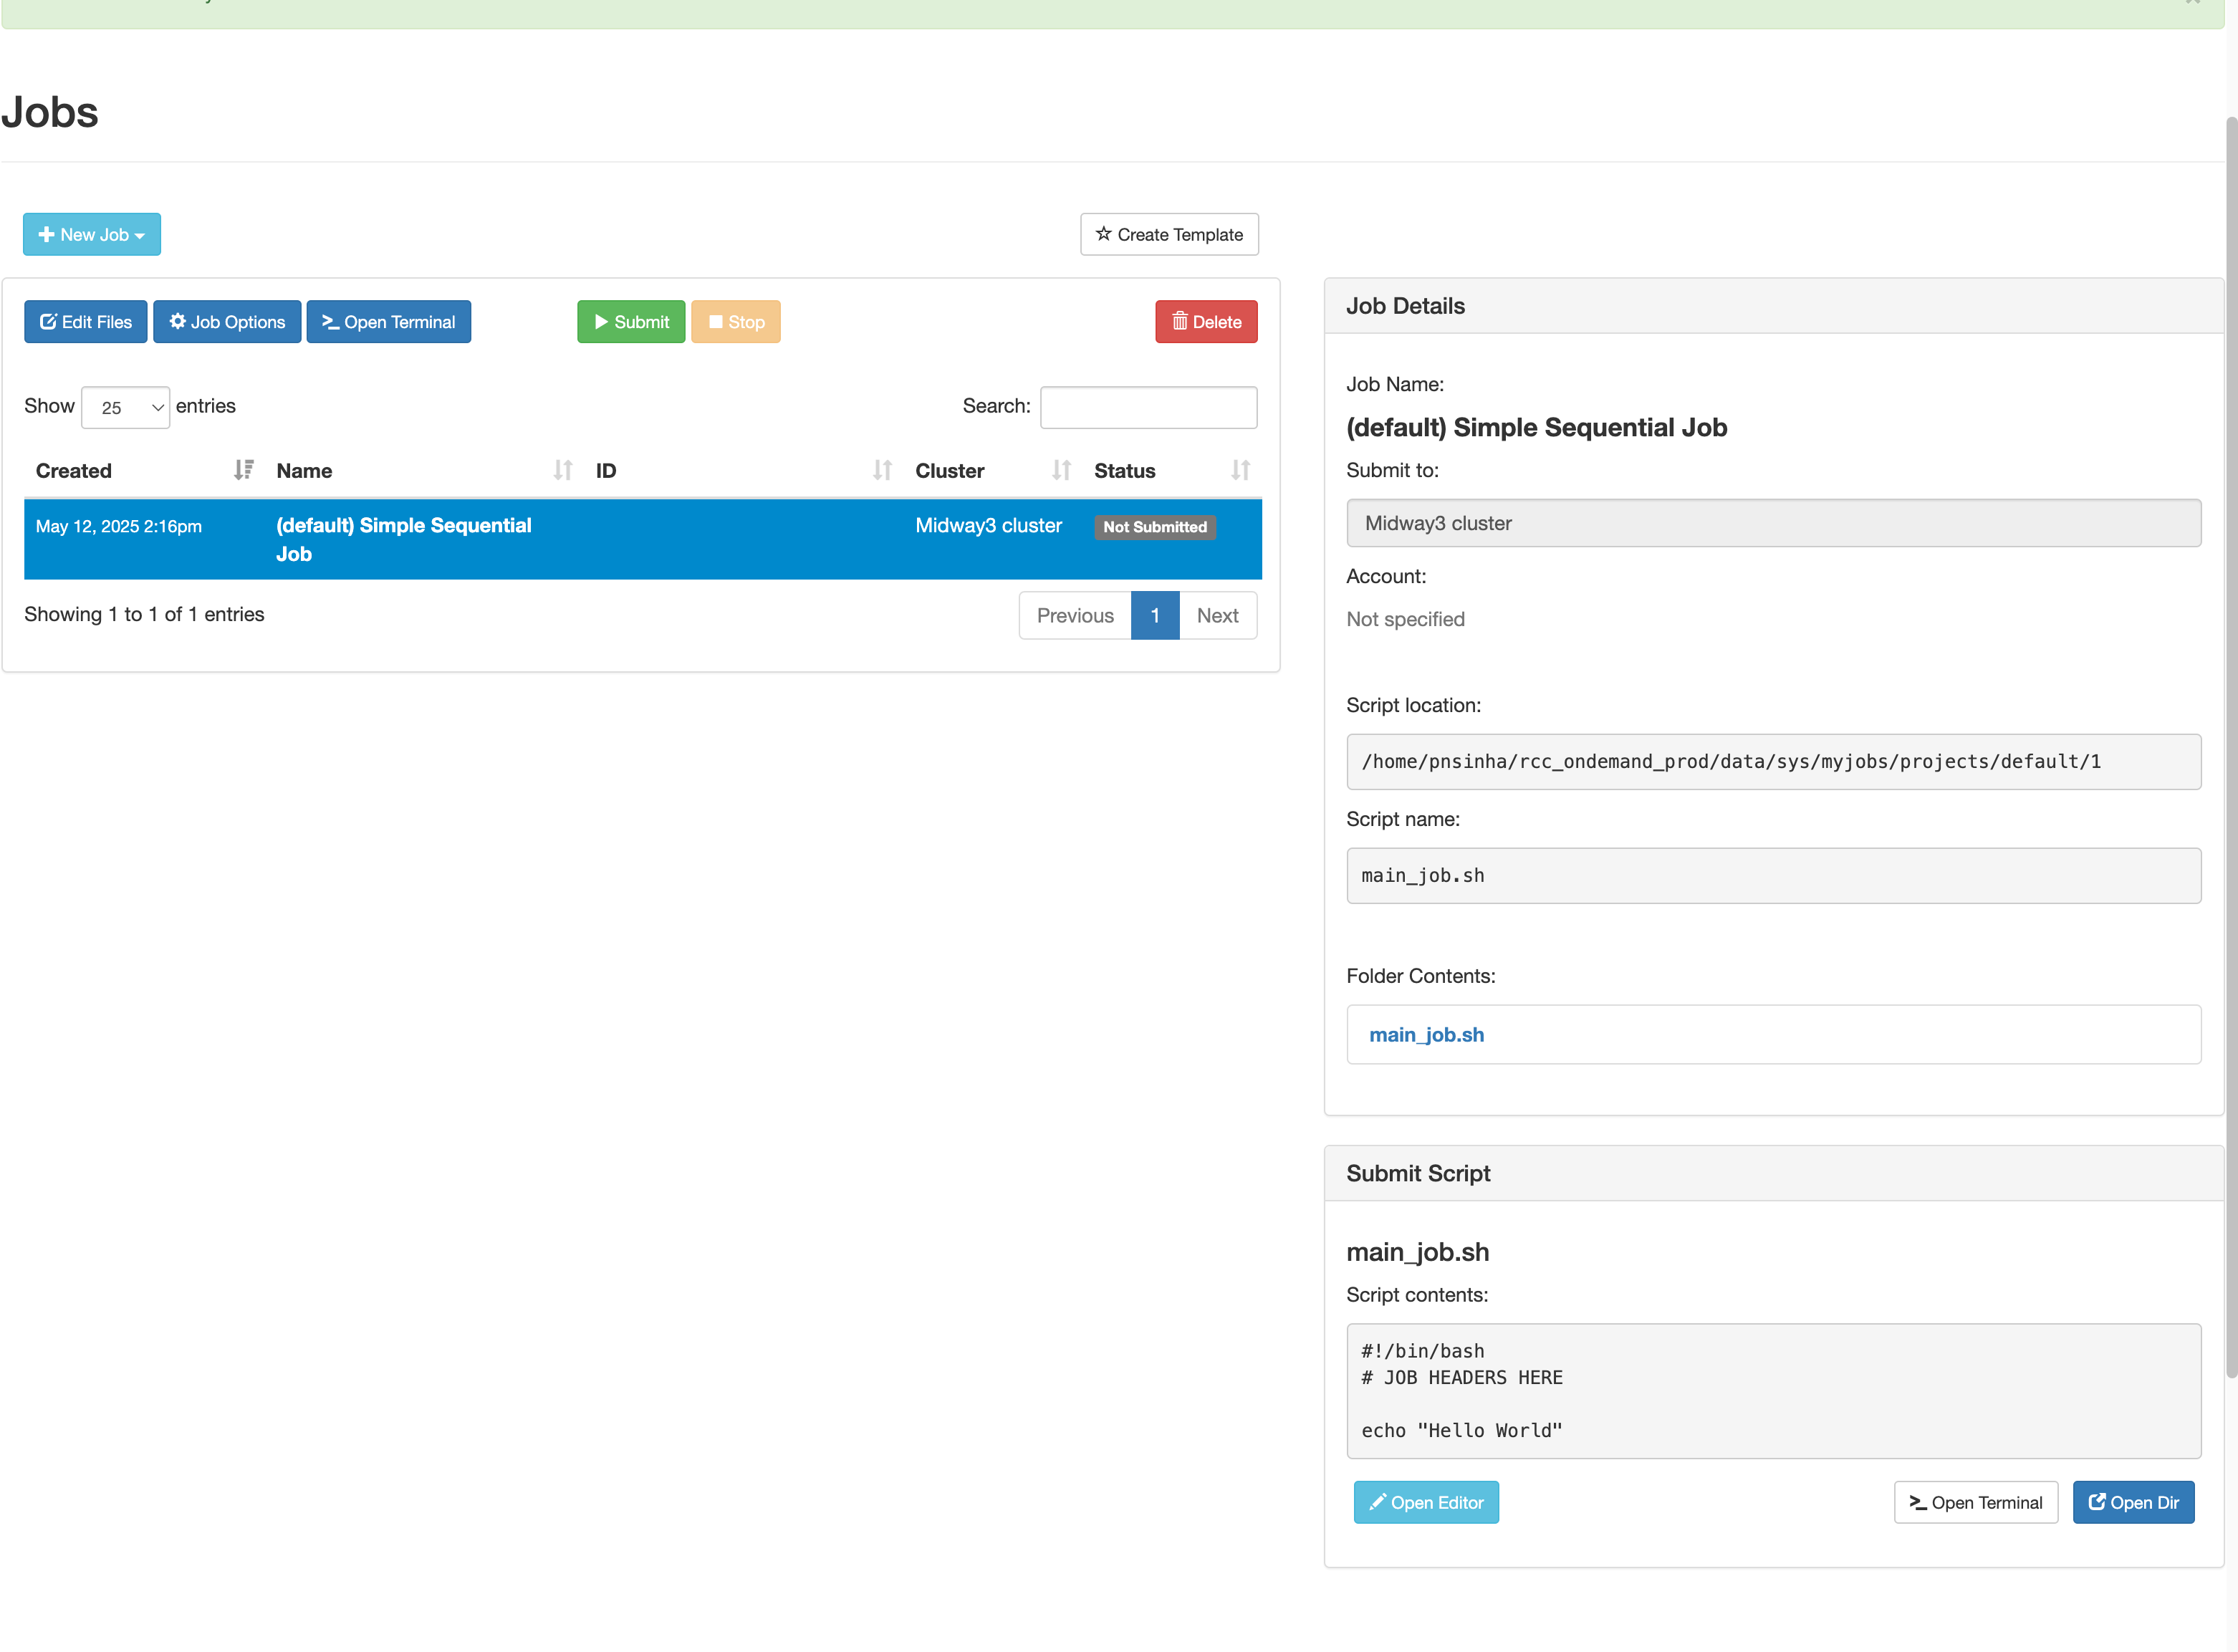 Jobs
New Job
Create Template
Edit Files Job Options Open Terminal Submit Stop Delete
Show 25 entries Search:
Created Name ID Cluster Status
May 12, 2025 2:16pm (default) Simple Sequential Midway3 cluster Not Submitted
Job
Showing 1 to 1 of 1 entries Previous 1 Next
Job Details
Job Name:
(default) Simple Sequential Job
Submit to:
Midway3 cluster
Account:
Not specified
Script location:
/home/pnsinha/rcc_ondemand_prod/data/sys/myjobs/projects/default/1
Script name:
main_job.sh
Folder Contents:
main_job.sh
Submit Script
main_job.sh
Script contents:
#!/bin/bash
# JOB HEADERS HERE
echo "Hello World"
Open Editor Open Terminal Open Dir